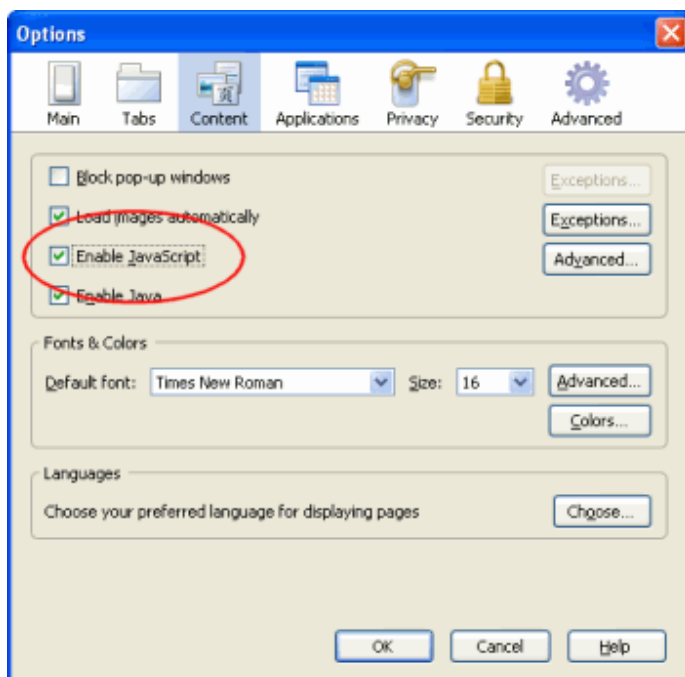 Options
Main Tabs Content Applications Privacy Security Advanced
Block pop-up windows Exceptions...
Load images automatically Exceptions...
Enable JavaScript Advanced...
Enable Java
Fonts & Colors
Default font: Times New Roman Size: 16 Advanced...
Colors...
Languages
Choose your preferred language for displaying pages Choose...
OK Cancel Help